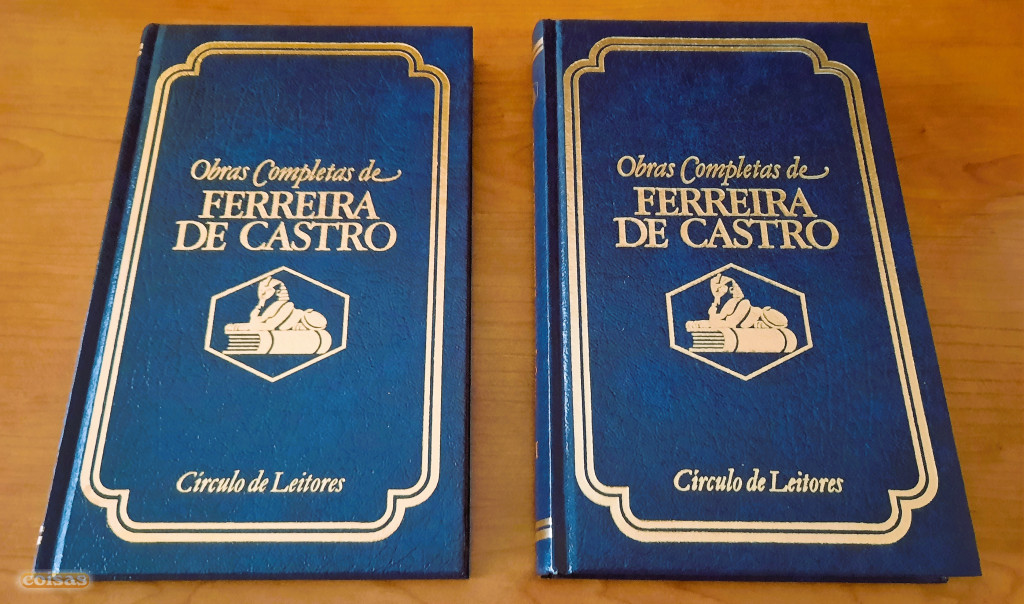 Obras Completas de
FERREIRA
DE CASTRO
Círculo de Leitores
Obras Completas de
FERREIRA
DE CASTRO
Círculo de Leitores
coisas